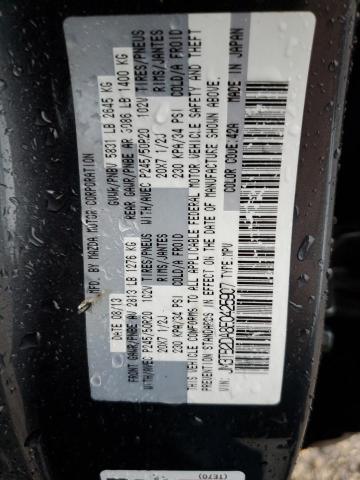 MFD. BY MAZDA MOTOR CORPORATION
08/13 GVWR/PNBV 5831 LB 2645 KG
FRONT GAWR/PNBE AV 2813 LB 1276 KG REAR GAWR/PNBE AR 3086 LB 1400 KG
WITH/AVEC P245/50R20 102V TIRES/PNEUS WITH/AVEC P245/50R20 102V TIRES/PNEUS
20X7 1/2J RIMS/JANTES 20X7 1/2J RIMS/JANTES
230 KPA/34 PSI COLD/A FROID 230 KPA/34 PSI COLD/A FROID
THIS VEHICLE CONFORMS TO ALL APPLICABLE FEDERAL MOTOR VEHICLE SAFETY AND THEFT
PREVENTION STANDARDS IN EFFECT ON THE DATE OF MANUFACTURE SHOWN ABOVE.
VIN: TYPE: MPV COLOR CODE: 42A MADE IN JAPAN
(TE70)